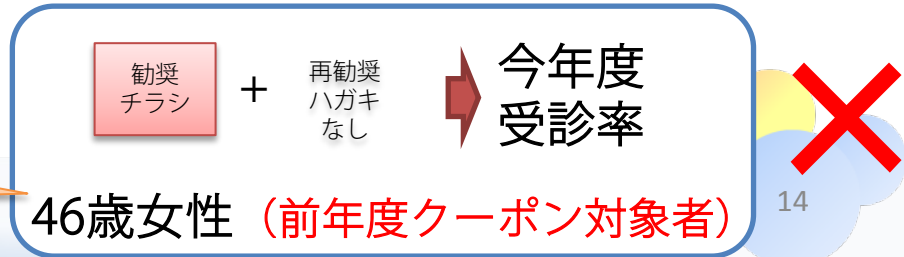 勧奨
チラシ
+
再勧奨
ハガキ
なし
今年度
受診率
46歳女性（前年度クーポン対象者）
14